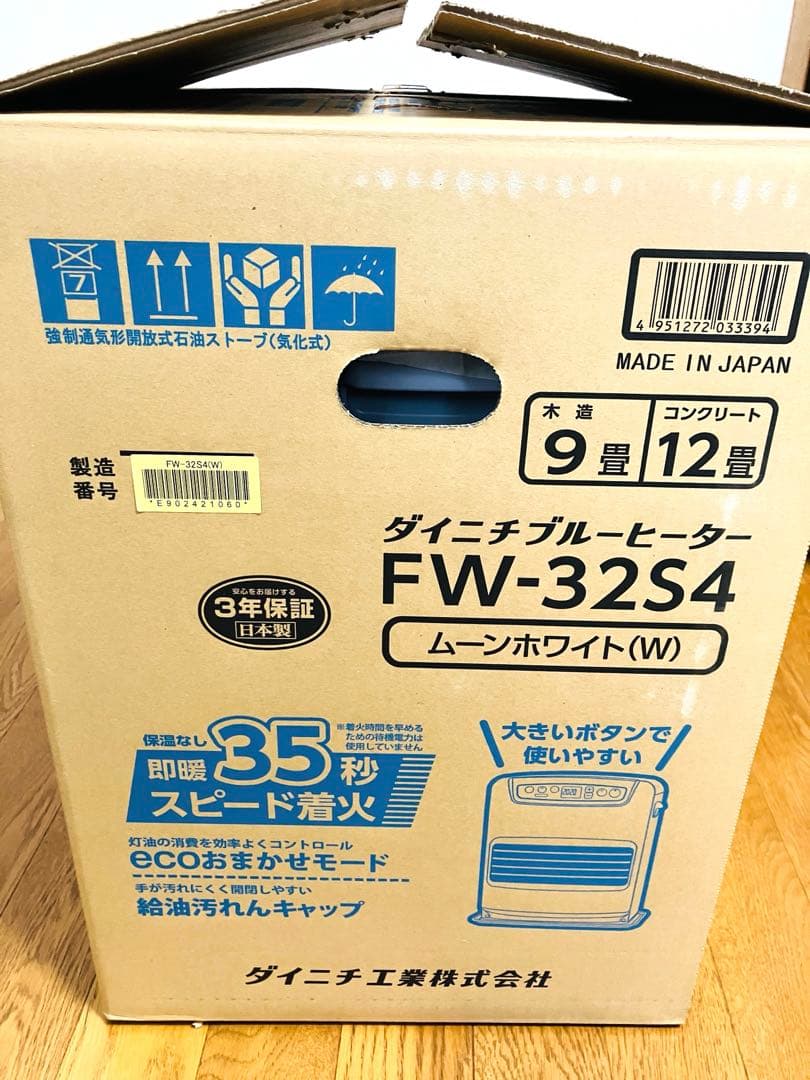 7
強制通気形開放式石油ストーブ(気化式)
4 951272 033394
MADE IN JAPAN
木造
9畳
コンクリート
12畳
製造
番号
FW-32S4(W)
*E902421060*
ダイニチブルーヒーター
FW-32S4
ムーンホワイト(W)
安心をお届けする
3年保証
日本製
保温なし
即暖35秒
スピード着火
※着火時間を早める
ための待機電力は
使用していません
灯油の消費を効率よくコントロール
ecoおまかせモード
手が汚れにくく開閉しやすい
給油汚れんキャップ
大きいボタンで
使いやすい
ダイニチ工業株式会社